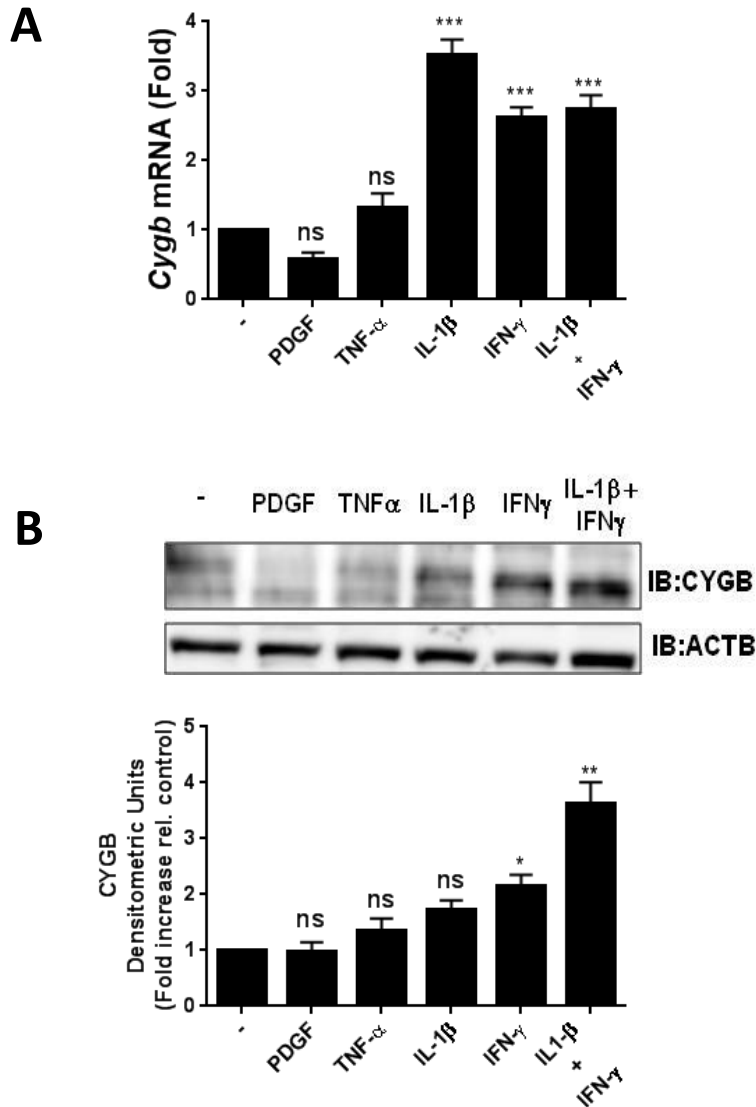 A
Cygb mRNA (Fold)
4
3
2
1
0
ns
ns
***
***
***
-
PDGF
TNF-α
IL-1β
IFN-γ
IL-1β
+
IFN-γ
B
-
PDGF
TNFα
IL-1β
IFNγ
IL-1β+
IFNγ
IB:CYGB
IB:ACTB
CYGB
Densitometric Units
(Fold increase rel. control)
5
4
3
2
1
0
ns
ns
ns
*
**
-
PDGF
TNF-α
IL-1β
IFN-γ
IL1-β
+
IFN-γ